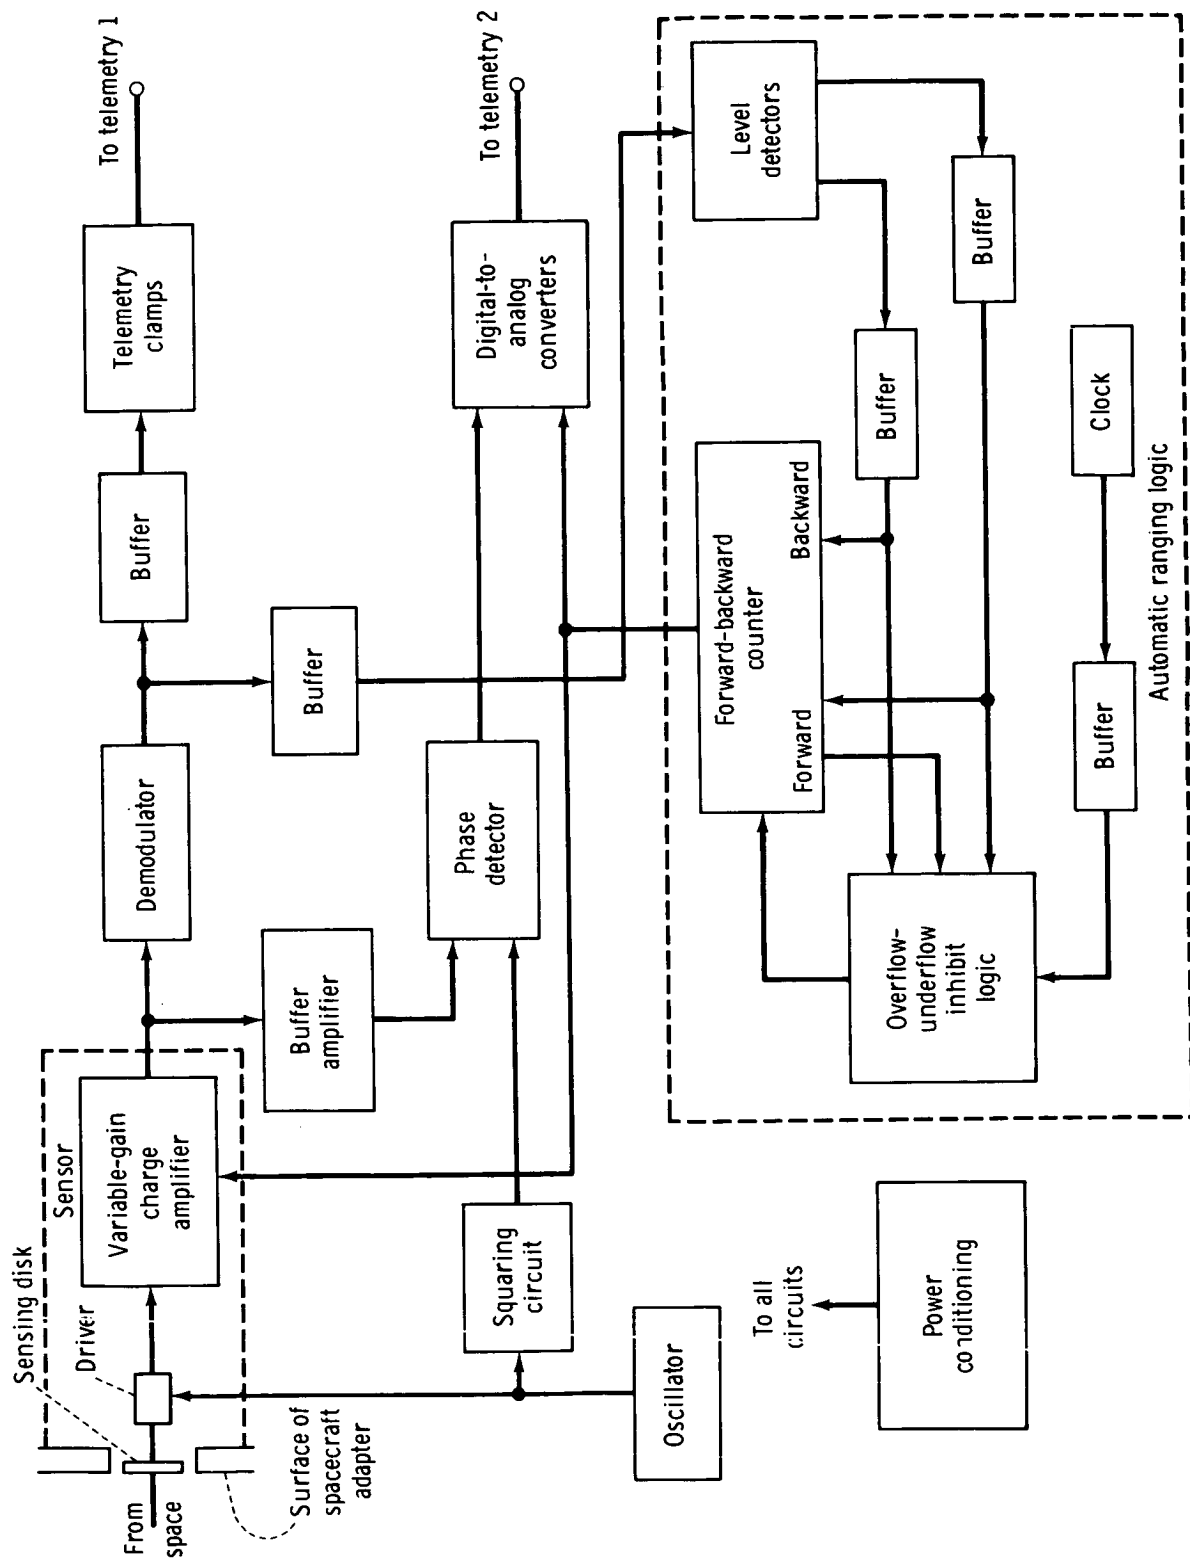 Sensing disk
Driver
Sensor
From
space
Surface of
spacecraft
adapter
Variable-gain
charge
amplifier
Demodulator
Buffer
Telemetry
clamps
To telemetry 1
Buffer
amplifier
Buffer
Squaring
circuit
Phase
detector
Digital-to-
analog
converters
To telemetry 2
Oscillator
To all
circuits
Power
conditioning
Forward-backward
counter
Forward
Backward
Level
detectors
Buffer
Buffer
Overflow-
underflow
inhibit
logic
Buffer
Clock
Automatic ranging logic